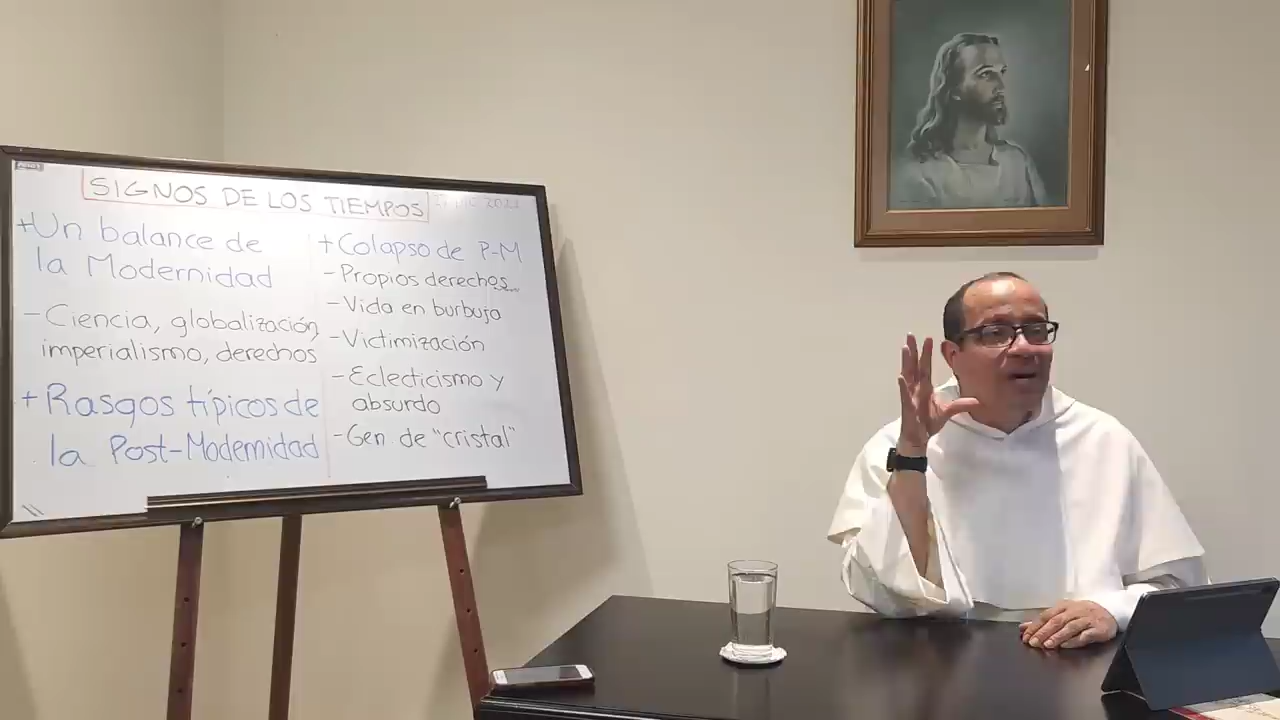 SIGNOS DE LOS TIEMPOS
+Un balance de
la Modernidad
-Ciencia, globalización,
imperialismo, derechos
+Rasgos típicos de
la Post-Modernidad
+Colapso de P-M
-Propios derechos...
-Vida en burbuja
-Victimización
-Eclecticismo y
absurdo
-Gen de "cristal"